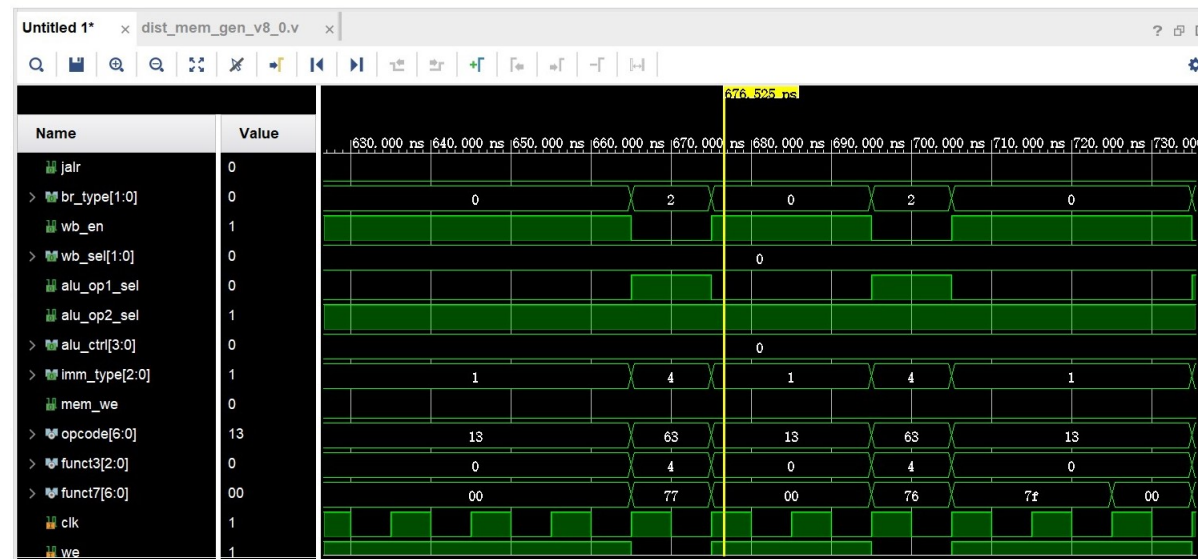 Untitled 1* × dist_mem_gen_v8_0.v × ?
676.525 ns
Name Value
630.000 ns 640.000 ns 650.000 ns 660.000 ns 670.000 ns 680.000 ns 690.000 ns 700.000 ns 710.000 ns 720.000 ns 730.00
jalr 0
> br_type[1:0] 0 0 2 0 2 0
wb_en 1
> wb_sel[1:0] 0 0
alu_op1_sel 0
alu_op2_sel 1
> alu_ctrl[3:0] 0 0
> imm_type[2:0] 1 1 4 1 4 1
mem_we 0
> opcode[6:0] 13 13 63 13 63 13
> funct3[2:0] 0 0 4 0 4 0
> funct7[6:0] 00 00 77 00 76 7f 00
clk 1
we 1